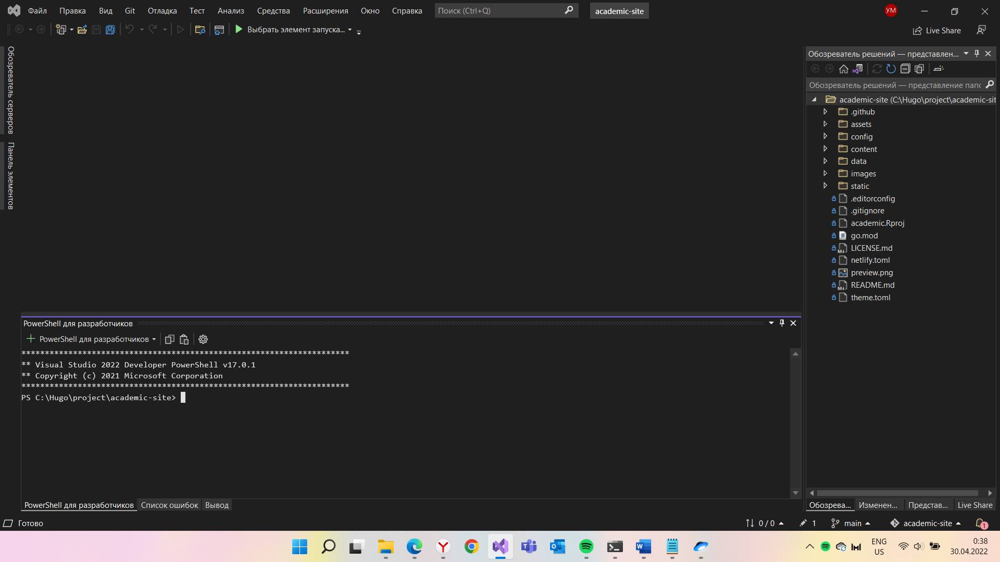 Файл Правка Вид Git Отладка Тест Анализ Средства Расширения Окно Справка Поиск (Ctrl+Q) academic-site УМ
Выбрать элемент запуска... Live Share
Обозреватель серверов
Панель элементов
Обозреватель решений — представлен...
Обозреватель решений — представление папо
academic-site (C:\Hugo\project\academic-sit
.github
assets
config
content
data
images
static
.editorconfig
.gitignore
academic.Rproj
go.mod
LICENSE.md
netlify.toml
preview.png
README.md
theme.toml
PowerShell для разработчиков
PowerShell для разработчиков
**********************************************************************
** Visual Studio 2022 Developer PowerShell v17.0.1
** Copyright (c) 2021 Microsoft Corporation
**********************************************************************
PS C:\Hugo\project\academic-site>
PowerShell для разработчиков Список ошибок Вывод
Обозрева... Изменен... Представ... Live Share
Готово 0 / 0 1 main academic-site 1
ENG
US
0:38
30.04.2022